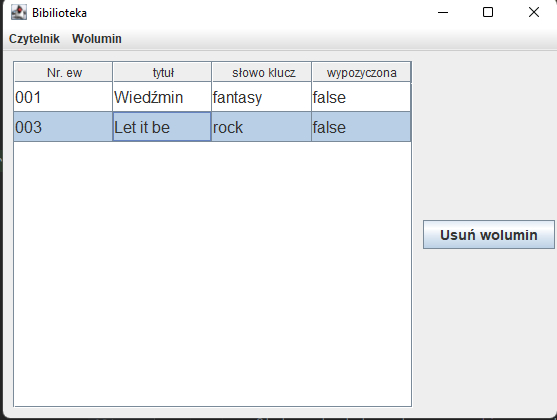 Bibilioteka
Czytelnik Wolumin
Nr. ew tytuł słowo klucz wypozyczona
001 Wiedźmin fantasy false
003 Let it be rock false
Usuń wolumin